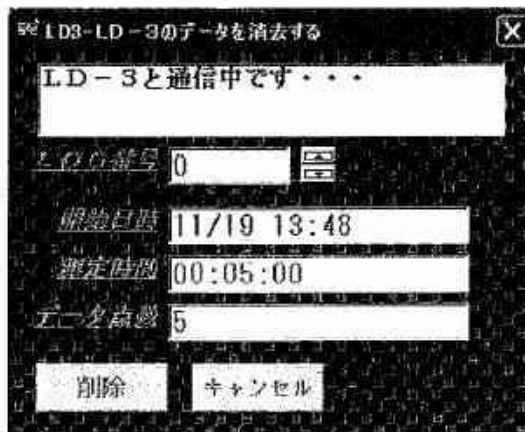 LD3-LD-3のデータを消去する
LD-3と通信中です・・・
0
開始日時
11/19 13:48
測定時間
00:05:00
データ点数
5
削除
キャンセル